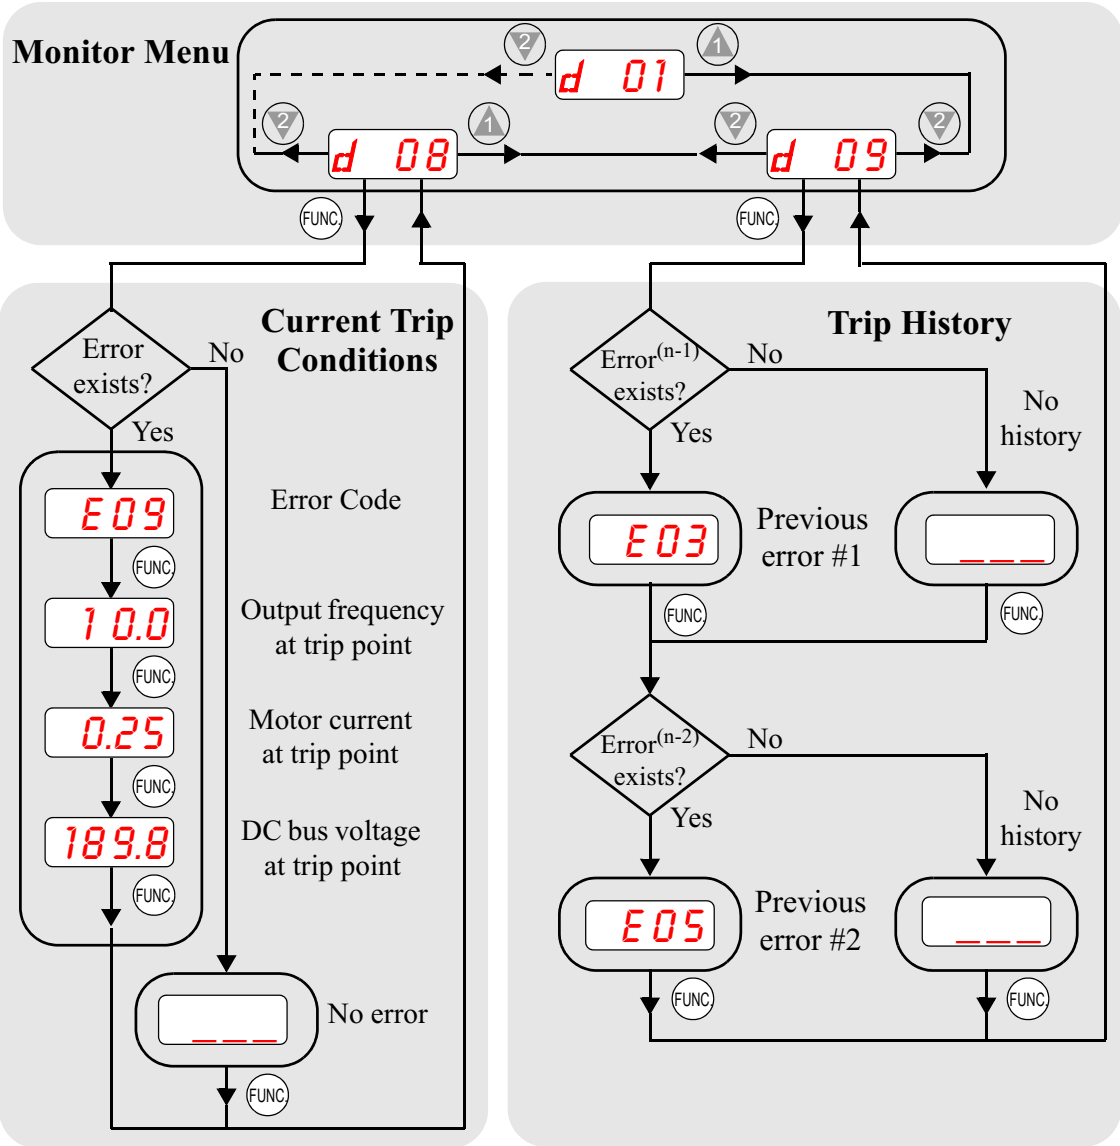 Monitor Menu
2
1
d 01
2
1
2
2
d 08
d 09
FUNC.
FUNC.
Current Trip
Conditions
Error
exists?
No
Yes
E09
Error Code
FUNC.
10.0
Output frequency
at trip point
FUNC.
0.25
Motor current
at trip point
FUNC.
189.8
DC bus voltage
at trip point
FUNC.
_ _ _
No error
FUNC.
Trip History
Error(n-1)
exists?
No
Yes
No
history
E03
Previous
error #1
_ _ _
FUNC.
FUNC.
Error(n-2)
exists?
No
Yes
No
history
E05
Previous
error #2
_ _ _
FUNC.
FUNC.